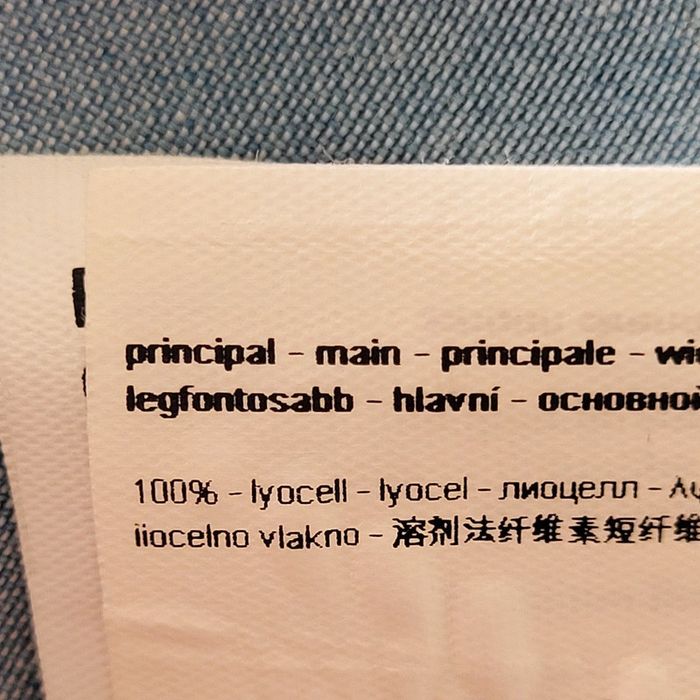 principal - main - principale -
legfontosabb - hlavní - основной
100% - lyocell - lyocel - лиоцелл -
liocelno vlakno - 溶剂法纤维素短纤维